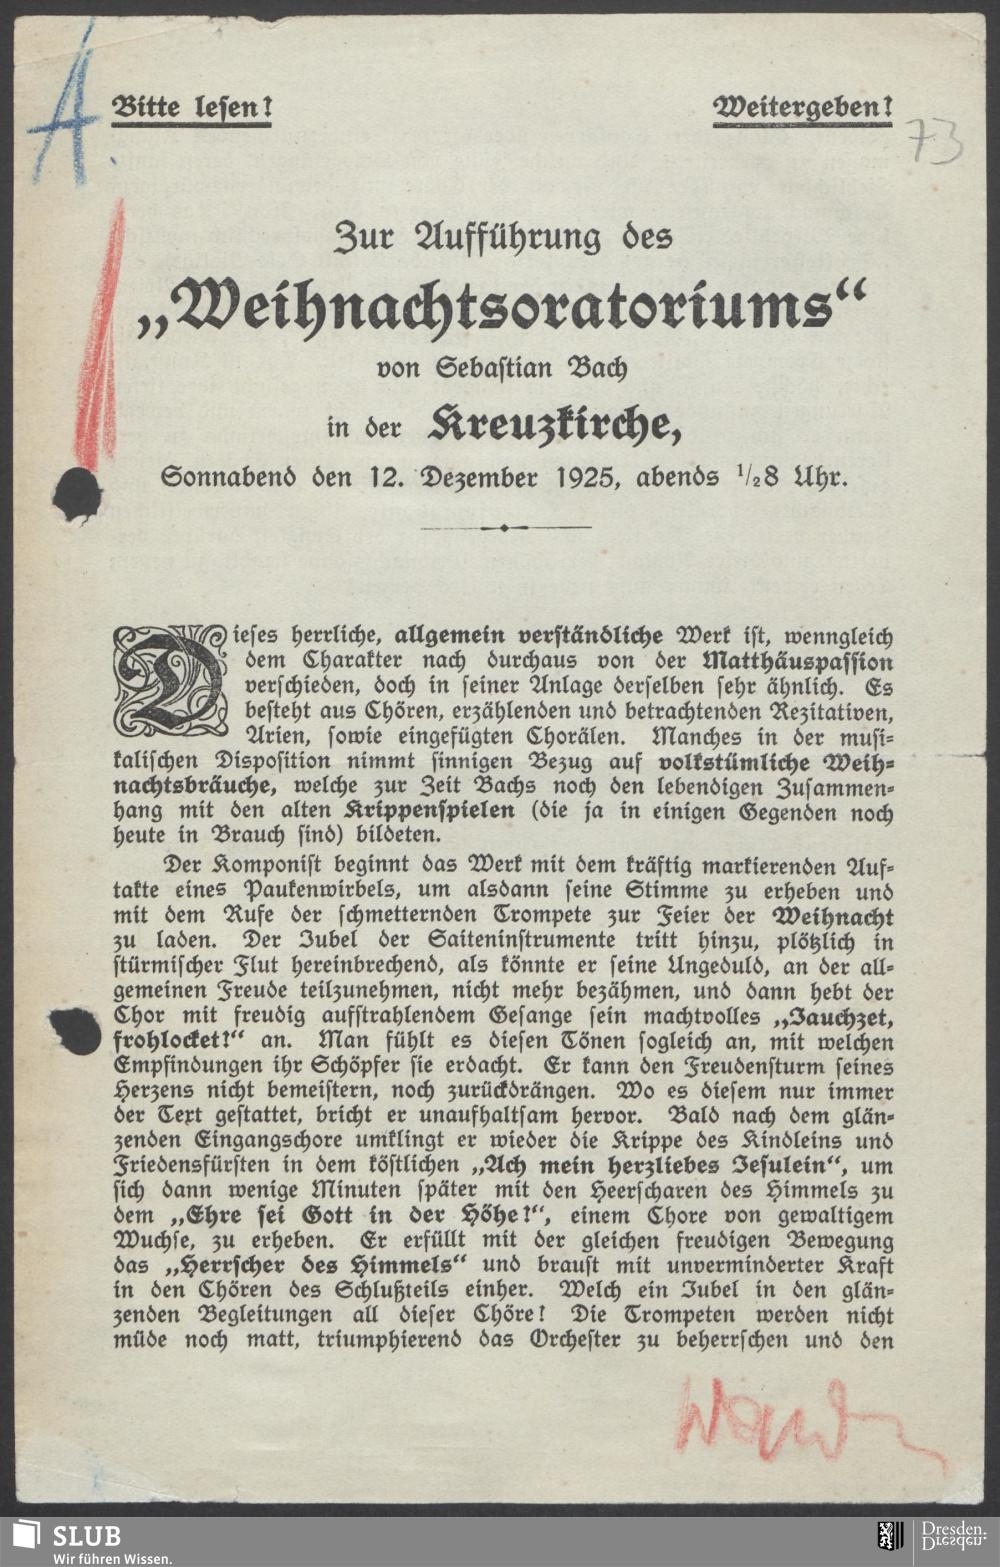 A.
Bitte lesen!
Weitergeben!
73
Zur Aufführung des
„Weihnachtsoratoriums“
von Sebastian Bach
in der Kreuzkirche,
Sonnabend den 12. Dezember 1925, abends 1/28 Uhr.
Dieses herrliche, allgemein verständliche Werk ist, wenngleich
dem Charakter nach durchaus von der Matthäuspassion
verschieden, doch in seiner Anlage derselben sehr ähnlich. Es
besteht aus Chören, erzählenden und betrachtenden Rezitativen,
Arien, sowie eingefügten Chorälen. Manches in der musi-
kalischen Disposition nimmt sinnigen Bezug auf volkstümliche Weih-
nachtsbräuche, welche zur Zeit Bachs noch den lebendigen Zusammen-
hang mit den alten Krippenspielen (die ja in einigen Gegenden noch
heute in Brauch sind) bildeten.
Der Komponist beginnt das Werk mit dem kräftig markierenden Auf-
takte eines Paukenwirbels, um alsdann seine Stimme zu erheben und
mit dem Rufe der schmetternden Trompete zur Feier der Weihnacht
zu laden. Der Jubel der Saiteninstrumente tritt hinzu, plötzlich in
stürmischer Flut hereinbrechend, als könnte er seine Ungeduld, an der all-
gemeinen Freude teilzunehmen, nicht mehr bezähmen, und dann hebt der
Chor mit freudig aufstrahlendem Gesange sein machtvolles „Jauchzet,
frohlocket!“ an. Man fühlt es diesen Tönen sogleich an, mit welchen
Empfindungen ihr Schöpfer sie erdacht. Er kann den Freudensturm seines
Herzens nicht bemeistern, noch zurückdrängen. Wo es diesem nur immer
der Text gestattet, bricht er unaufhaltsam hervor. Bald nach dem glän-
zenden Eingangschore umklingt er wieder die Krippe des Kindleins und
Friedensfürsten in dem köstlichen „Ach mein herzliebes Jesulein“, um
sich dann wenige Minuten später mit den Heerscharen des Himmels zu
dem „Ehre sei Gott in der Höhe!“, einem Chore von gewaltigem
Wuchse, zu erheben. Er erfüllt mit der gleichen freudigen Bewegung
das „Herrscher des Himmels“ und braust mit unverminderter Kraft
in den Chören des Schlußteils einher. Welch ein Jubel in den glän-
zenden Begleitungen all dieser Chöre! Die Trompeten werden nicht
müde noch matt, triumphierend das Orchester zu beherrschen und den
SLUB
Wir führen Wissen.
Dresden.
Dresden.